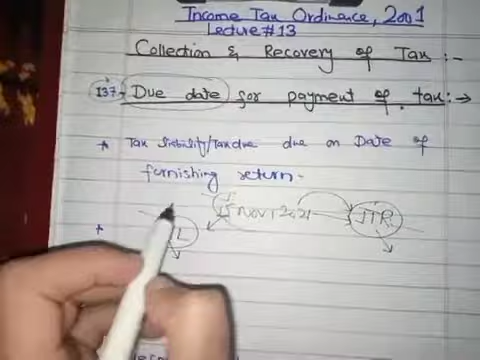 Income Tax Ordinance, 2001
Lecture #13
Collection & Recovery of Tax :-
137- Due date for payment of tax :→
* Tax liability/Tax due due on Date of
furnishing return.
15 Nov 2021 ITR
* L